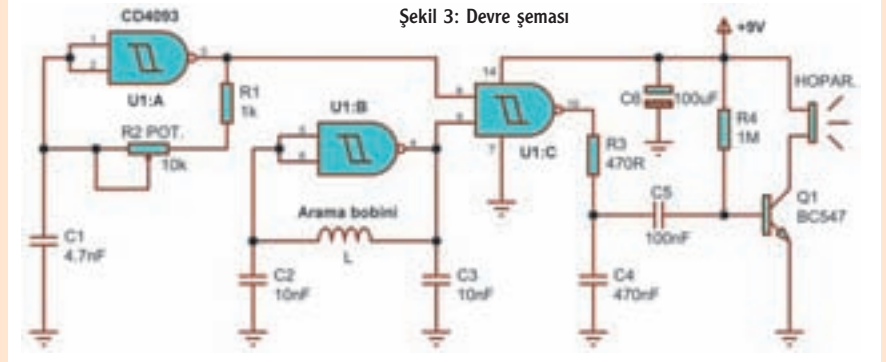 Şekil 3: Devre şeması
CD4093
1
2
3
U1:A
R1
1k
R2 POT.
10k
C1
4.7nF
U1:B
5
6
4
Arama bobini
L
C2
10nF
C3
10nF
14
8
9
10
7
U1:C
R3
470R
C4
470nF
C5
100nF
C6
100uF
+9V
R4
1M
HOPAR.
Q1
BC547